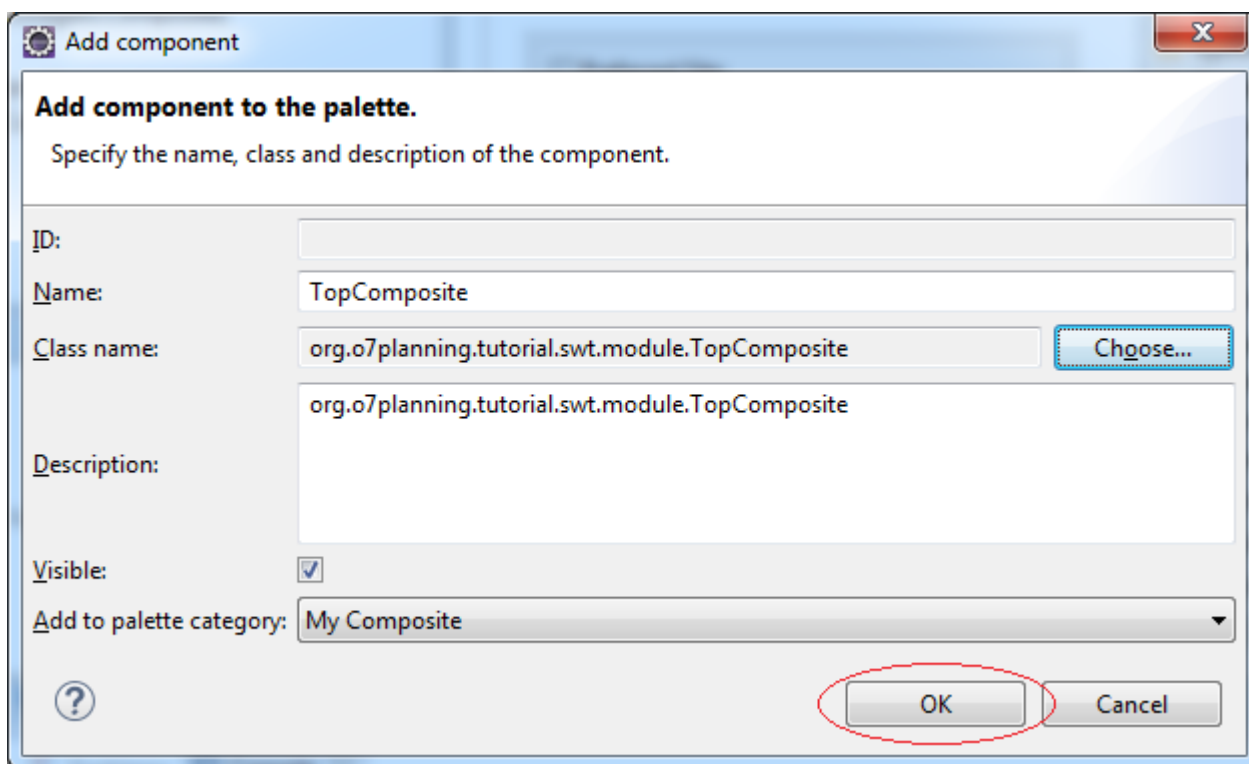 Add component
Add component to the palette.
Specify the name, class and description of the component.
ID:
Name: TopComposite
Class name: org.o7planning.tutorial.swt.module.TopComposite Choose...
org.o7planning.tutorial.swt.module.TopComposite
Description:
Visible:
Add to palette category: My Composite
? OK Cancel